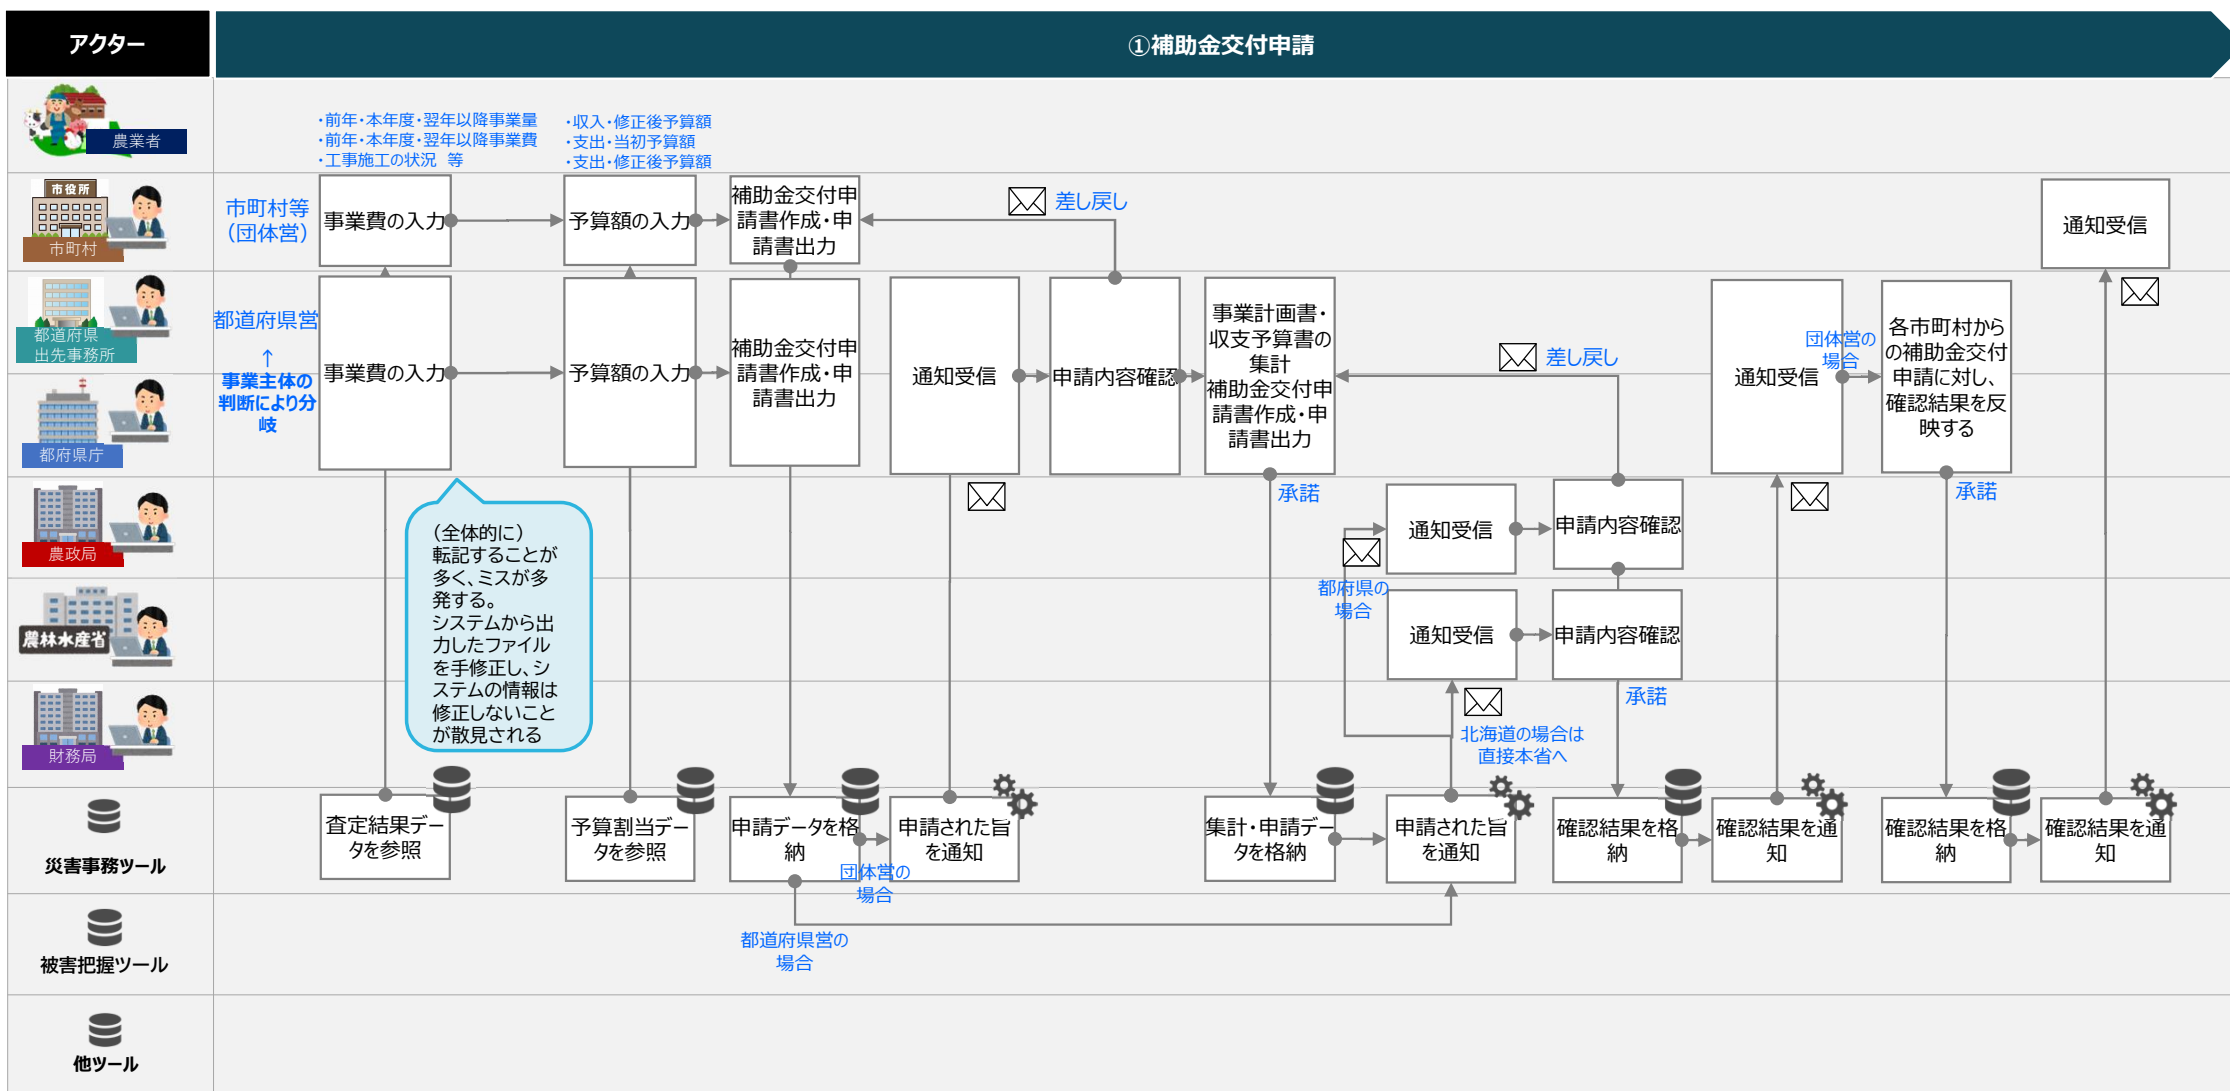 アクター
①補助金交付申請
農業者
・前年・本年度・翌年以降事業量
・前年・本年度・翌年以降事業費
・工事施工の状況　等
・収入・修正後予算額
・支出・当初予算額
・支出・修正後予算額
市役所
市町村
市町村等
（団体営）
事業費の入力
予算額の入力
補助金交付申
請書作成・申
請書出力
差し戻し
通知受信
都道府県
出先事務所
都府県庁
都道府県営
↑
事業主体の
判断により分
岐
事業費の入力
予算額の入力
補助金交付申
請書作成・申
請書出力
通知受信
申請内容確認
事業計画書・
収支予算書の
集計
補助金交付申
請書作成・申
請書出力
差し戻し
通知受信
団体営の
場合
各市町村から
の補助金交付
申請に対し、
確認結果を反
映する
農政局
（全体的に）
転記することが
多く、ミスが多
発する。
システムから出
力したファイル
を手修正し、シ
ステムの情報は
修正しないこと
が散見される
承諾
通知受信
申請内容確認
承諾
都府県の
場合
農林水産省
通知受信
申請内容確認
財務局
承諾
北海道の場合は
直接本省へ
災害事務ツール
査定結果デー
タを参照
予算割当デー
タを参照
申請データを格
納
団体営の
場合
申請された旨
を通知
集計・申請デー
タを格納
申請された旨
を通知
確認結果を格
納
確認結果を通
知
確認結果を格
納
確認結果を通
知
被害把握ツール
都道府県営の
場合
他ツール